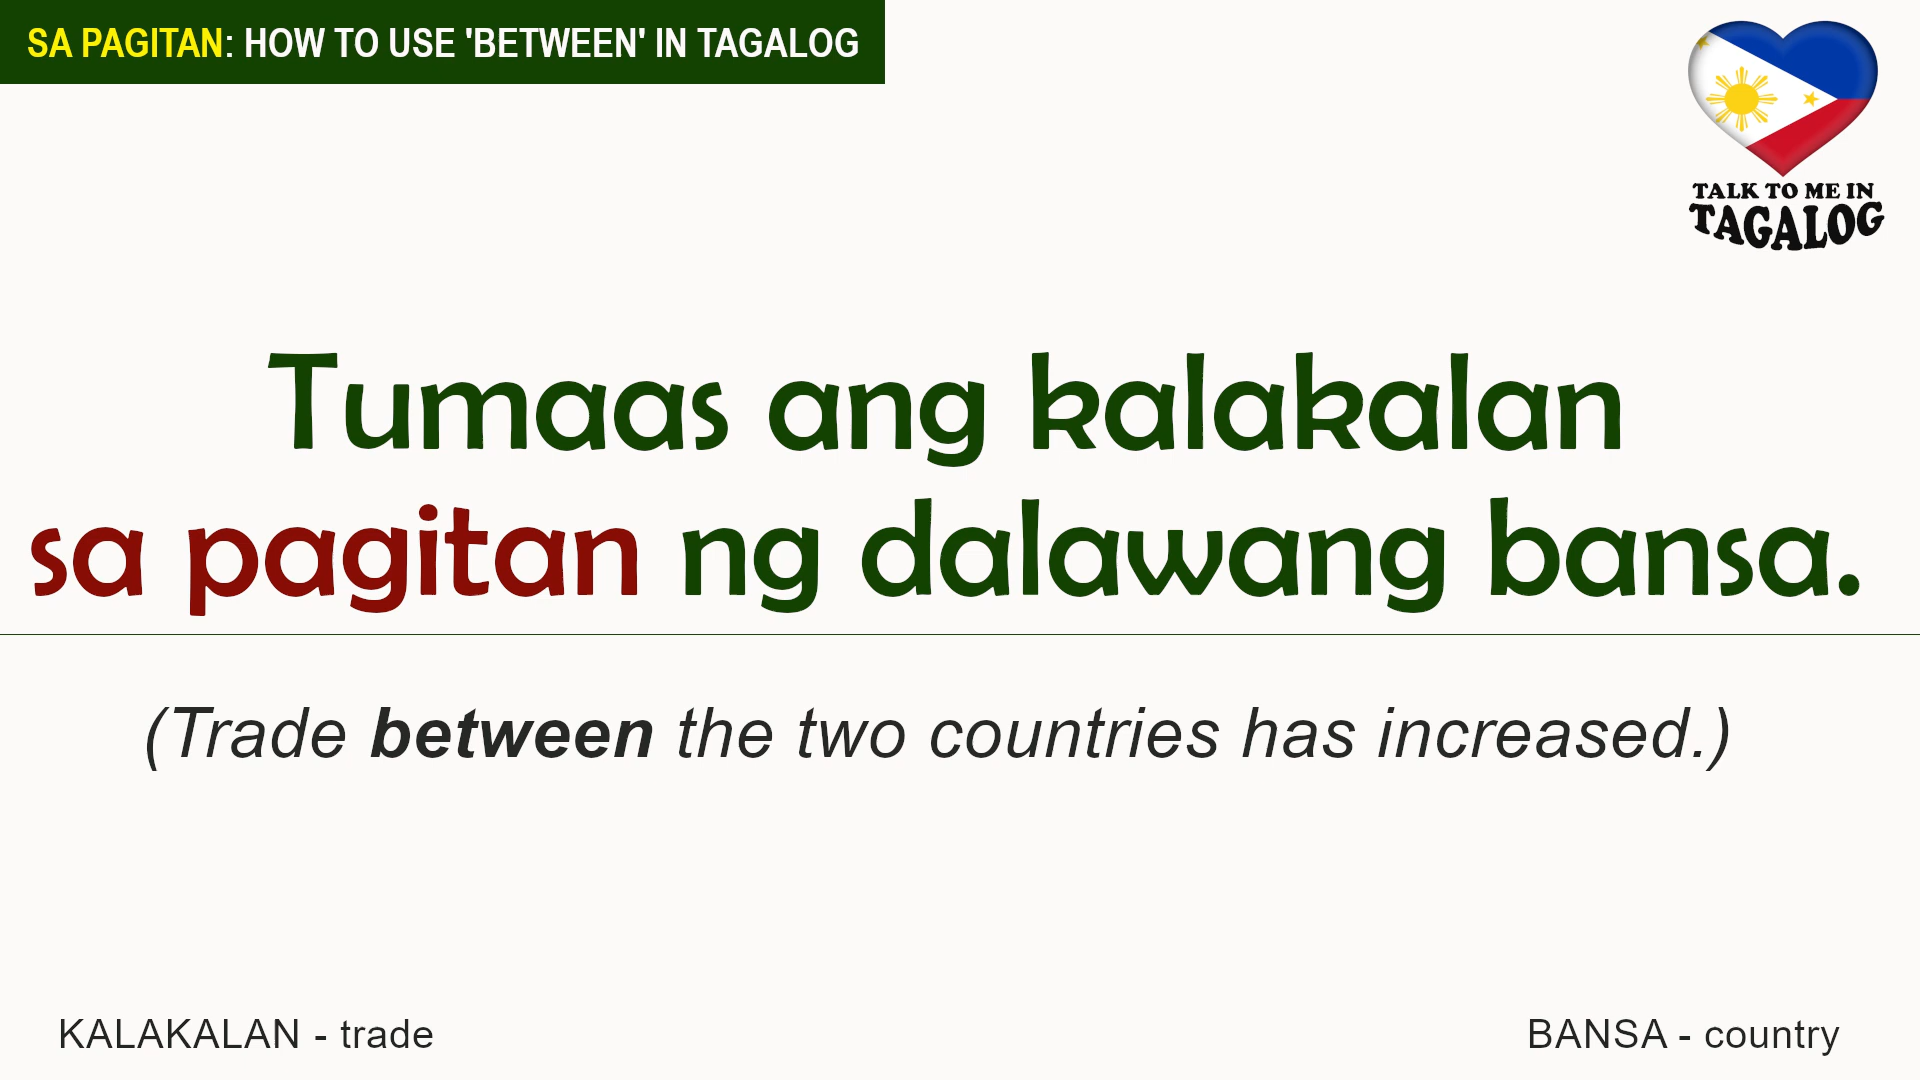 SA PAGITAN: HOW TO USE 'BETWEEN' IN TAGALOG
TALK TO ME IN
TAGALOG
Tumaas ang kalakalan
sa pagitan ng dalawang bansa.
(Trade between the two countries has increased.)
KALAKALAN - trade
BANSA - country